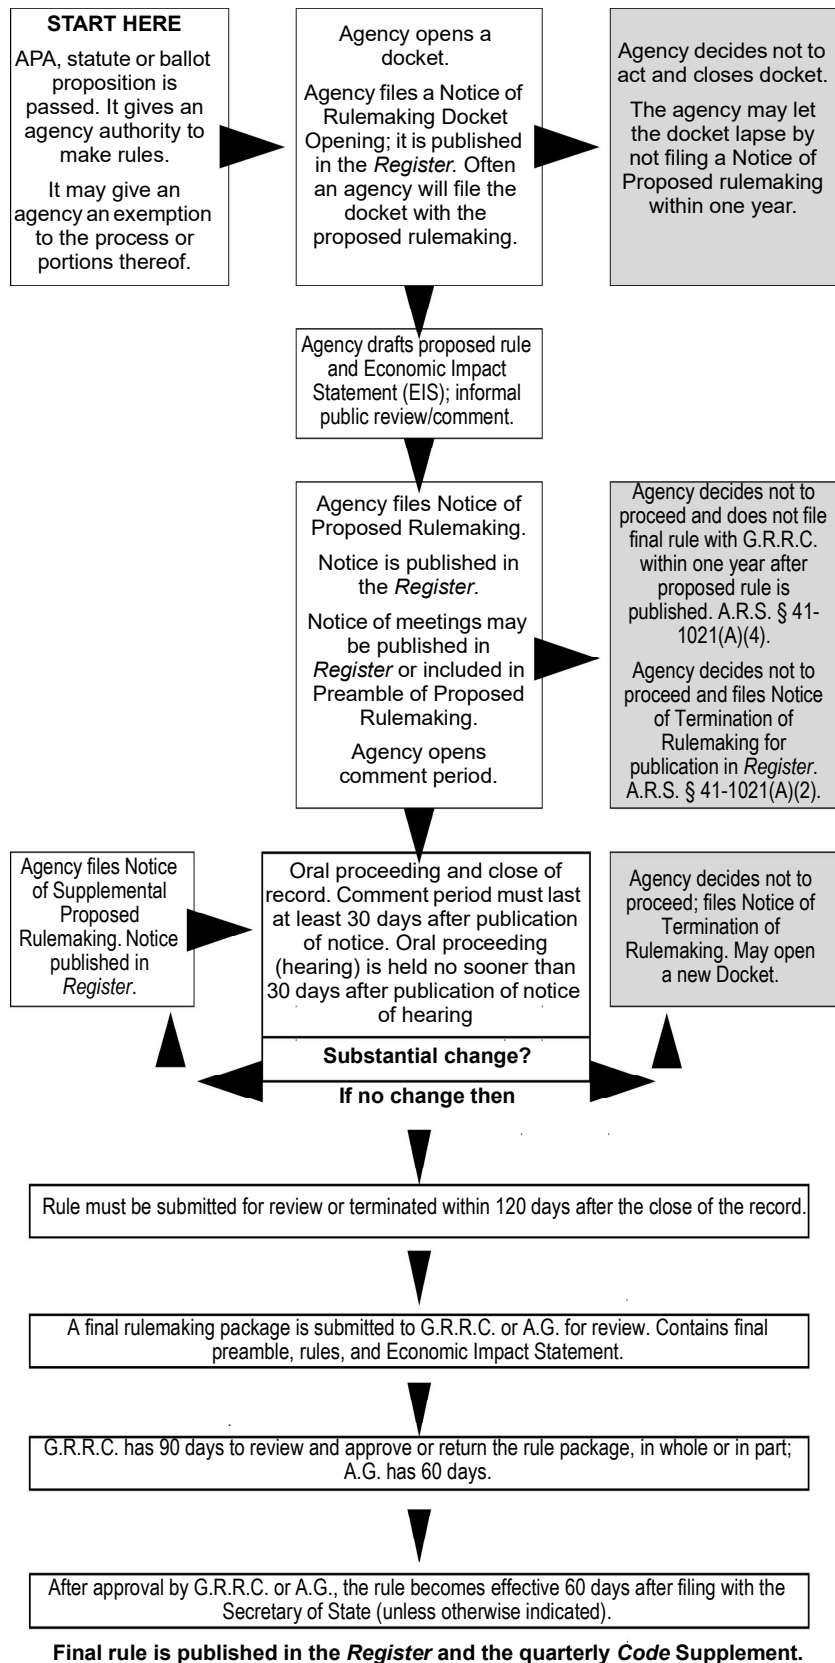 START HERE
APA, statute or ballot
proposition is
passed. It gives an
agency authority to
make rules.
It may give an
agency an exemption
to the process or
portions thereof.
Agency opens a
docket.
Agency files a Notice of
Rulemaking Docket
Opening; it is published
in the Register. Often
an agency will file the
docket with the
proposed rulemaking.
Agency decides not to
act and closes docket.
The agency may let
the docket lapse by
not filing a Notice of
Proposed rulemaking
within one year.
Agency drafts proposed rule
and Economic Impact
Statement (EIS); informal
public review/comment.
Agency files Notice of
Proposed Rulemaking.
Notice is published in
the Register.
Notice of meetings may
be published in
Register or included in
Preamble of Proposed
Rulemaking.
Agency opens
comment period.
Agency decides not to
proceed and does not file
final rule with G.R.R.C.
within one year after
proposed rule is
published. A.R.S. § 41-
1021(A)(4).
Agency decides not to
proceed and files Notice
of Termination of
Rulemaking for
publication in Register.
A.R.S. § 41-1021(A)(2).
Agency files Notice
of Supplemental
Proposed
Rulemaking. Notice
published in
Register.
Oral proceeding and close of
record. Comment period must last
at least 30 days after publication
of notice. Oral proceeding
(hearing) is held no sooner than
30 days after publication of notice
of hearing
Agency decides not to
proceed; files Notice of
Termination of
Rulemaking. May open
a new Docket.
Substantial change?
If no change then
Rule must be submitted for review or terminated within 120 days after the close of the record.
A final rulemaking package is submitted to G.R.R.C. or A.G. for review. Contains final
preamble, rules, and Economic Impact Statement.
G.R.R.C. has 90 days to review and approve or return the rule package, in whole or in part;
A.G. has 60 days.
After approval by G.R.R.C. or A.G., the rule becomes effective 60 days after filing with the
Secretary of State (unless otherwise indicated).
Final rule is published in the Register and the quarterly Code Supplement.